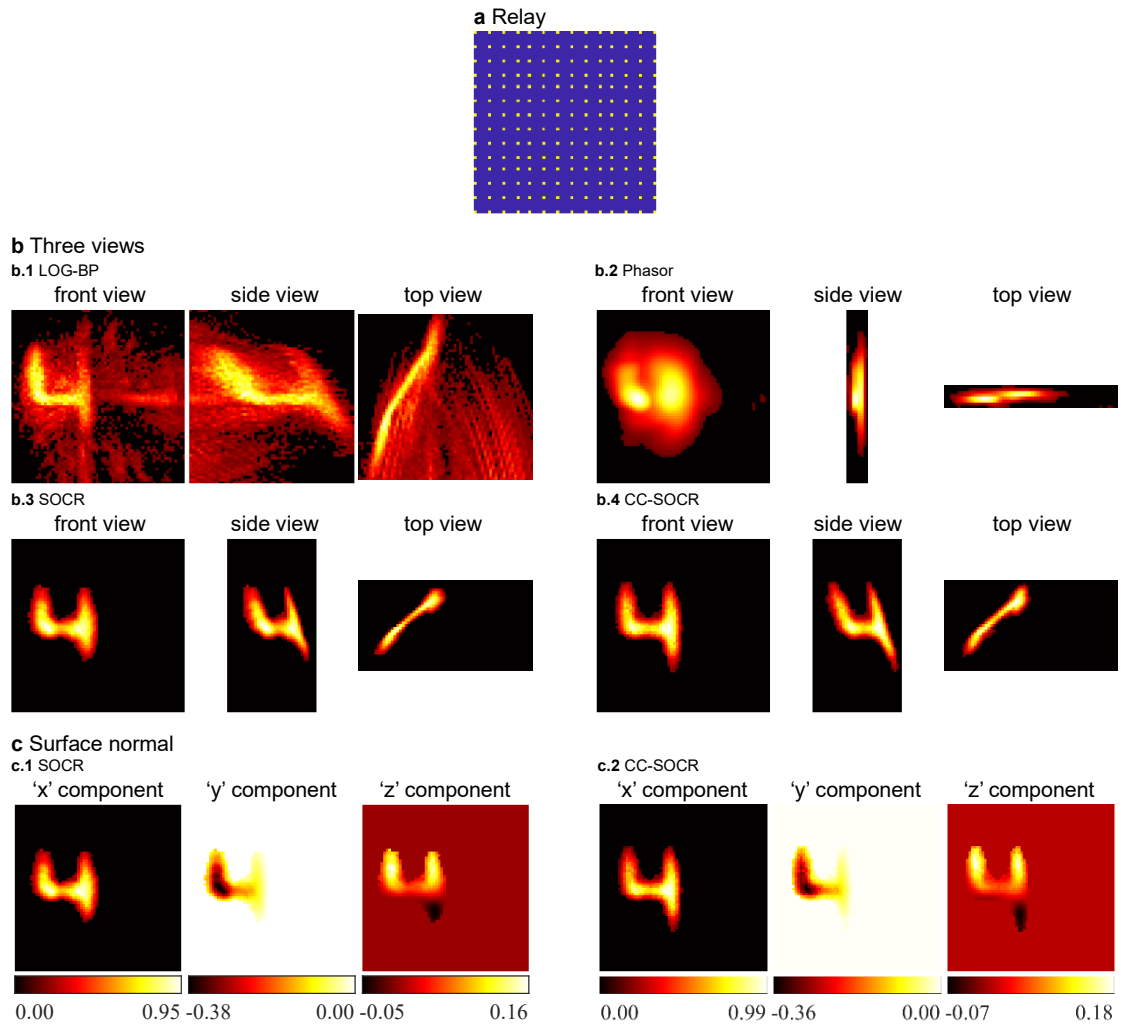 a Relay
b Three views
b.1 LOG-BP
front view side view top view
b.2 Phasor
front view side view top view
b.3 SOCR
front view side view top view
b.4 CC-SOCR
front view side view top view
c Surface normal
c.1 SOCR
‘x’ component ‘y’ component ‘z’ component
0.00 0.95 -0.38 0.00 -0.05 0.16
c.2 CC-SOCR
‘x’ component ‘y’ component ‘z’ component
0.00 0.99 -0.36 0.00 -0.07 0.18